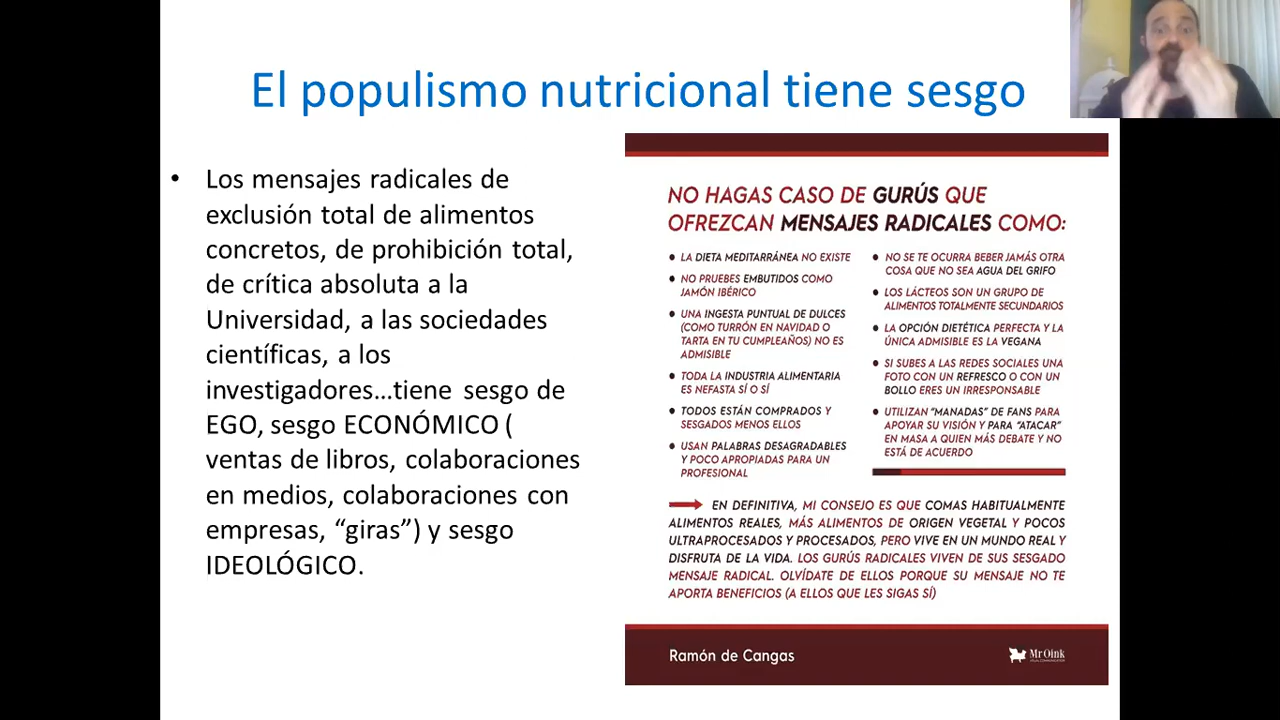 El populismo nutricional tiene sesgo
• Los mensajes radicales de
exclusión total de alimentos
concretos, de prohibición total,
de crítica absoluta a la
Universidad, a las sociedades
científicas, a los
investigadores...tiene sesgo de
EGO, sesgo ECONÓMICO (
ventas de libros, colaboraciones
en medios, colaboraciones con
empresas, “giras”) y sesgo
IDEOLÓGICO.
NO HAGAS CASO DE GURÚS QUE
OFREZCAN MENSAJES RADICALES COMO:
• LA DIETA MEDITARRÁNEA NO EXISTE
• NO PRUEBES EMBUTIDOS COMO
JAMÓN IBÉRICO
• UNA INGESTA PUNTUAL DE DULCES
(COMO TURRÓN EN NAVIDAD O
TARTA EN TU CUMPLEAÑOS) NO ES
ADMISIBLE
• TODA LA INDUSTRIA ALIMENTARIA
ES NEFASTA SÍ O SÍ
• TODOS ESTÁN COMPRADOS Y
SESGADOS MENOS ELLOS
• USAN PALABRAS DESAGRADABLES
Y POCO APROPIADAS PARA UN
PROFESIONAL
• NO SE TE OCURRA BEBER JAMÁS OTRA
COSA QUE NO SEA AGUA DEL GRIFO
• LOS LÁCTEOS SON UN GRUPO DE
ALIMENTOS TOTALMENTE SECUNDARIOS
• LA OPCIÓN DIETÉTICA PERFECTA Y LA
ÚNICA ADMISIBLE ES LA VEGANA
• SI SUBES A LAS REDES SOCIALES UNA
FOTO CON UN REFRESCO O CON UN
BOLLO ERES UN IRRESPONSABLE
• UTILIZAN “MANADAS” DE FANS PARA
APOYAR SU VISIÓN Y PARA “ATACAR”
EN MASA A QUIEN MÁS DEBATE Y NO
ESTÁ DE ACUERDO
EN DEFINITIVA, MI CONSEJO ES QUE COMAS HABITUALMENTE
ALIMENTOS REALES, MÁS ALIMENTOS DE ORIGEN VEGETAL Y POCOS
ULTRAPROCESADOS Y PROCESADOS, PERO VIVE EN UN MUNDO REAL Y
DISFRUTA DE LA VIDA. LOS GURÚS RADICALES VIVEN DE SUS SESGADO
MENSAJE RADICAL. OLVÍDATE DE ELLOS PORQUE SU MENSAJE NO TE
APORTA BENEFICIOS (A ELLOS QUE LES SIGAS SÍ)
Ramón de Cangas
Mr Oink